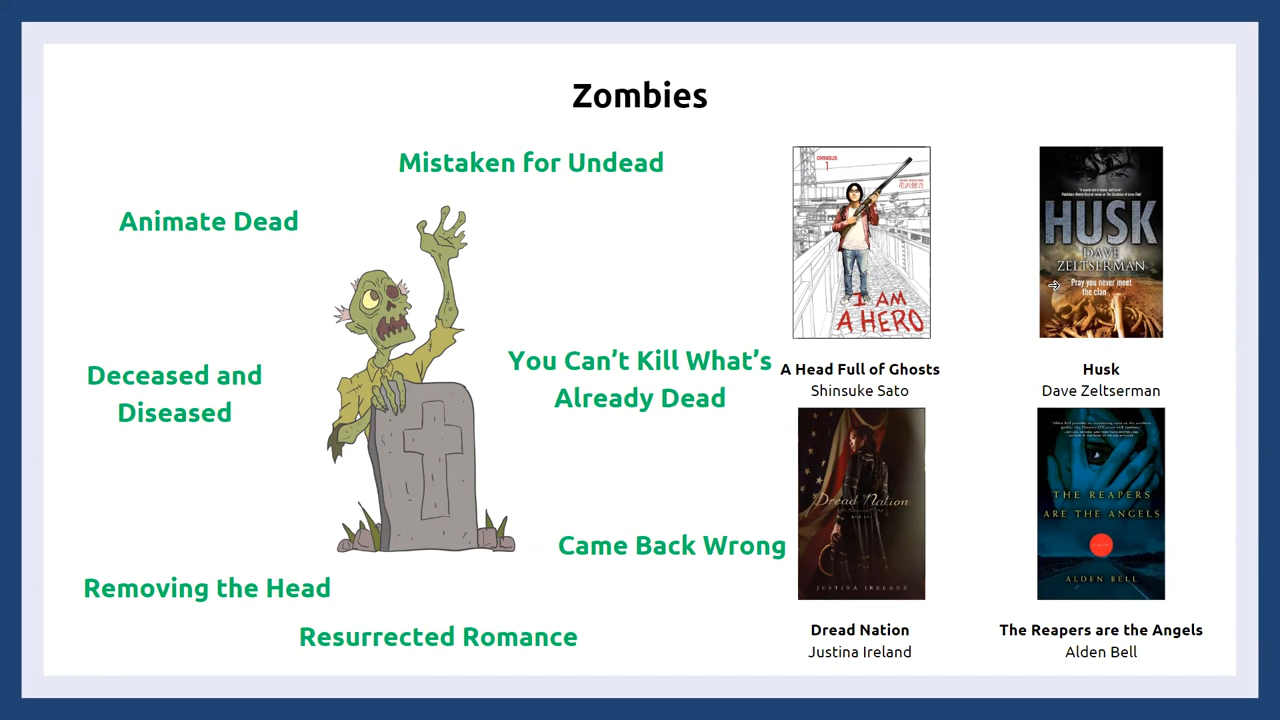 Zombies
Mistaken for Undead
Animate Dead
Deceased and
Diseased
You Can't Kill What's
Already Dead
Came Back Wrong
Removing the Head
Resurrected Romance
OMNIBUS
1
I AM
A HERO
A Head Full of Ghosts
Shinsuke Sato
HUSK
DAVE
ZELTSERMAN
Pray you never meet
the clan
Husk
Dave Zeltserman
Dread Nation
JUSTINA IRELAND
Dread Nation
Justina Ireland
THE REAPERS
ARE THE ANGELS
ALDEN BELL
The Reapers are the Angels
Alden Bell